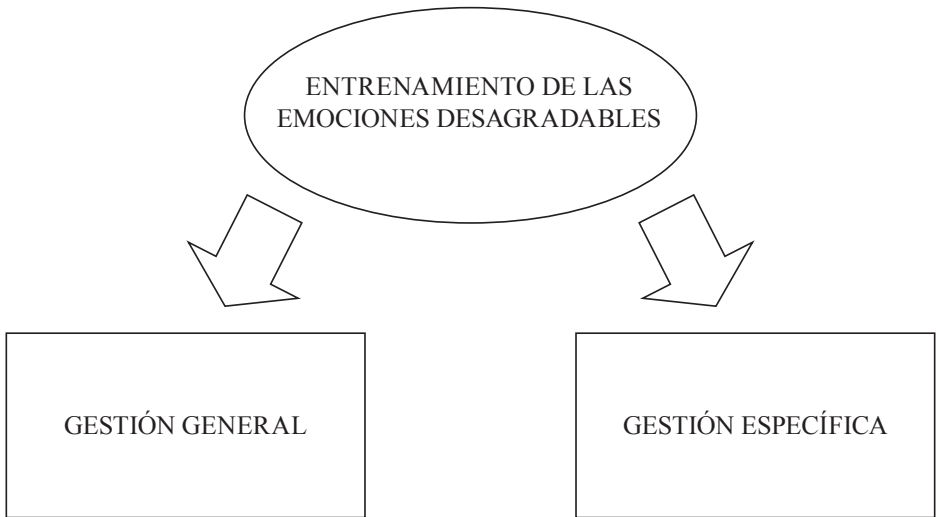 ENTRENAMIENTO DE LAS
EMOCIONES DESAGRADABLES
GESTIÓN GENERAL
GESTIÓN ESPECÍFICA